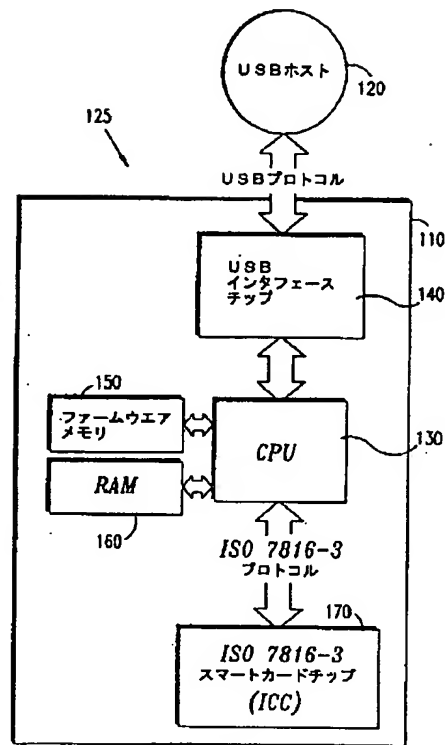 USBホスト
120
125
USBプロトコル
110
USB
インタフェース
チップ
140
150
ファームウエア
メモリ
CPU
130
RAM
160
ISO 7816-3
プロトコル
170
ISO 7816-3
スマートカードチップ
(ICC)